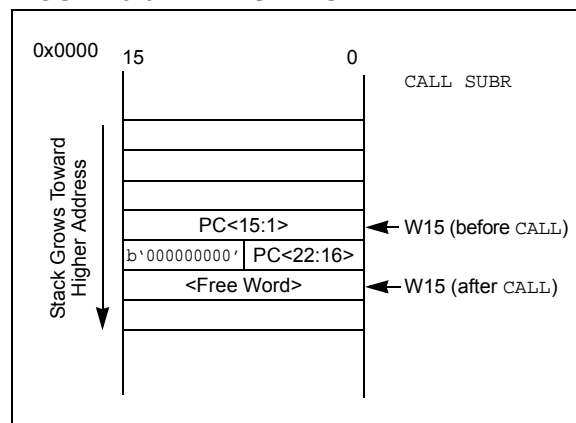 0x0000
15
0
CALL SUBR
Stack Grows Toward
Higher Address
PC<15:1>
W15 (before CALL)
b‘000000000’
PC<22:16>
<Free Word>
W15 (after CALL)